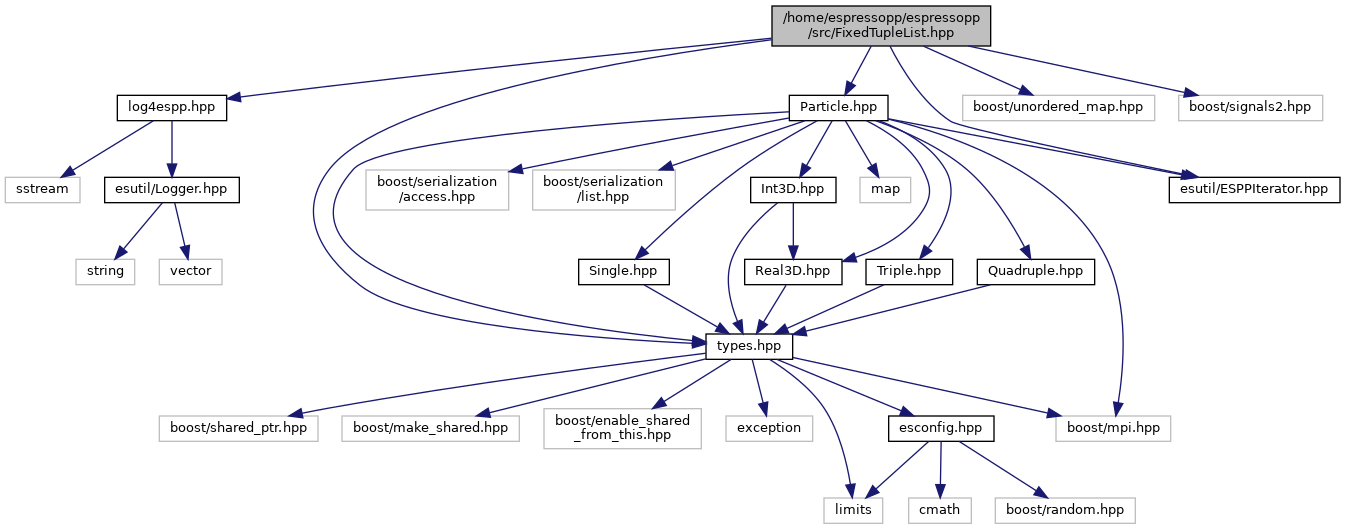 /home/espressopp/espressopp
/src/FixedTupleList.hpp
log4espp.hpp
Particle.hpp
boost/unordered_map.hpp
boost/signals2.hpp
sstream
esutil/Logger.hpp
boost/serialization
/access.hpp
boost/serialization
/list.hpp
Int3D.hpp
map
esutil/ESPPIterator.hpp
string
vector
Single.hpp
Real3D.hpp
Triple.hpp
Quadruple.hpp
types.hpp
boost/shared_ptr.hpp
boost/make_shared.hpp
boost/enable_shared
_from_this.hpp
exception
esconfig.hpp
boost/mpi.hpp
limits
cmath
boost/random.hpp